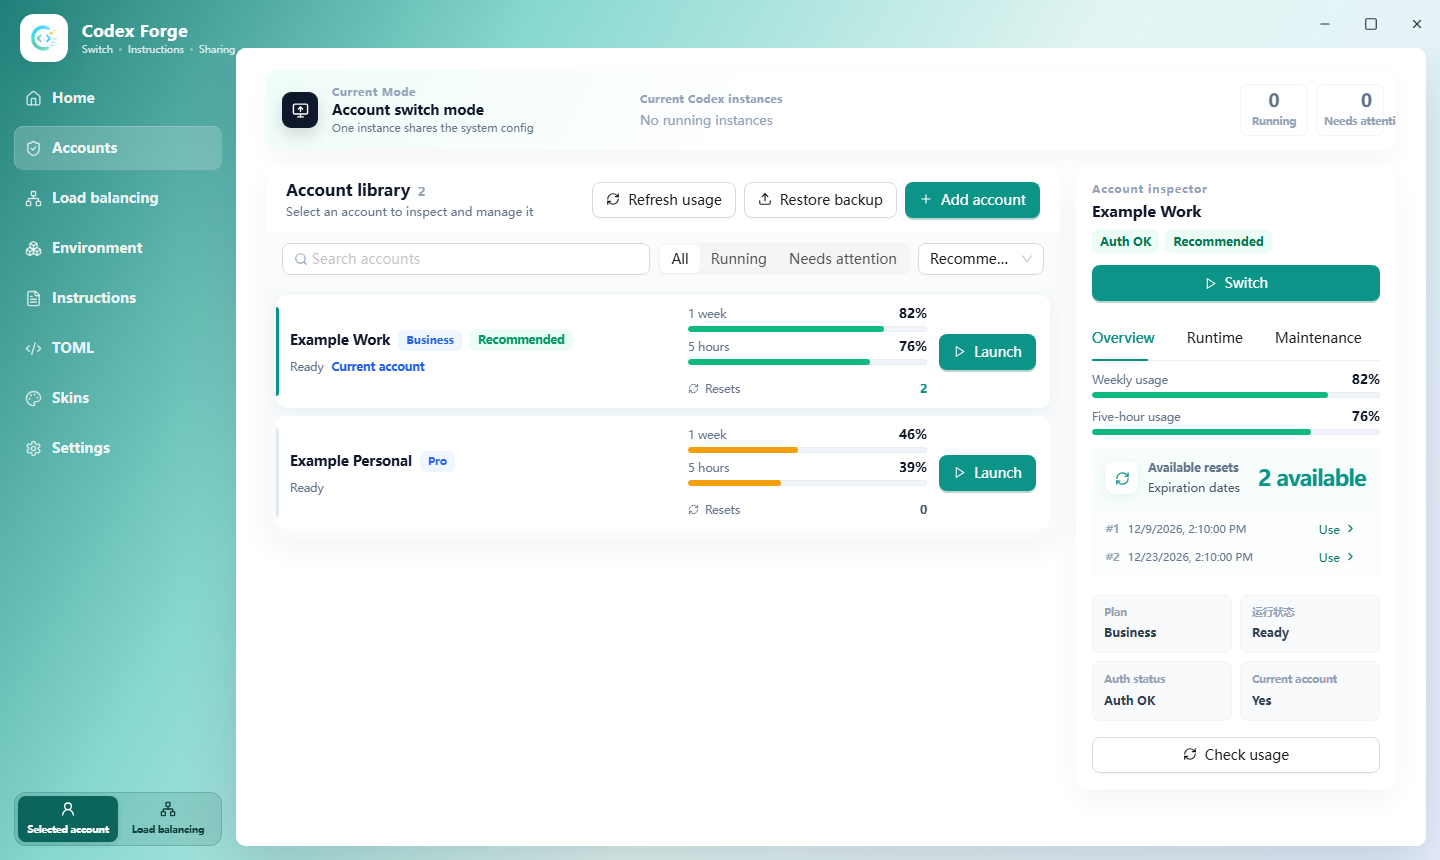 Codex Forge
Switch • Instructions • Sharing
Home
Accounts
Load balancing
Environment
Instructions
TOML
Skins
Settings
Selected account
Load balancing
Current Mode
Account switch mode
One instance shares the system config
Current Codex instances
No running instances
0
Running
0
Needs attenti
Account library 2
Select an account to inspect and manage it
Refresh usage
Restore backup
Add account
Search accounts
All
Running
Needs attention
Recomme...
Example Work Business Recommended
Ready Current account
1 week 82%
5 hours 76%
Resets 2
Launch
Example Personal Pro
Ready
1 week 46%
5 hours 39%
Resets 0
Launch
Account inspector
Example Work
Auth OK Recommended
Switch
Overview Runtime Maintenance
Weekly usage 82%
Five-hour usage 76%
Available resets
Expiration dates
2 available
#1 12/9/2026, 2:10:00 PM Use
#2 12/23/2026, 2:10:00 PM Use
Plan
Business
运行状态
Ready
Auth status
Auth OK
Current account
Yes
Check usage